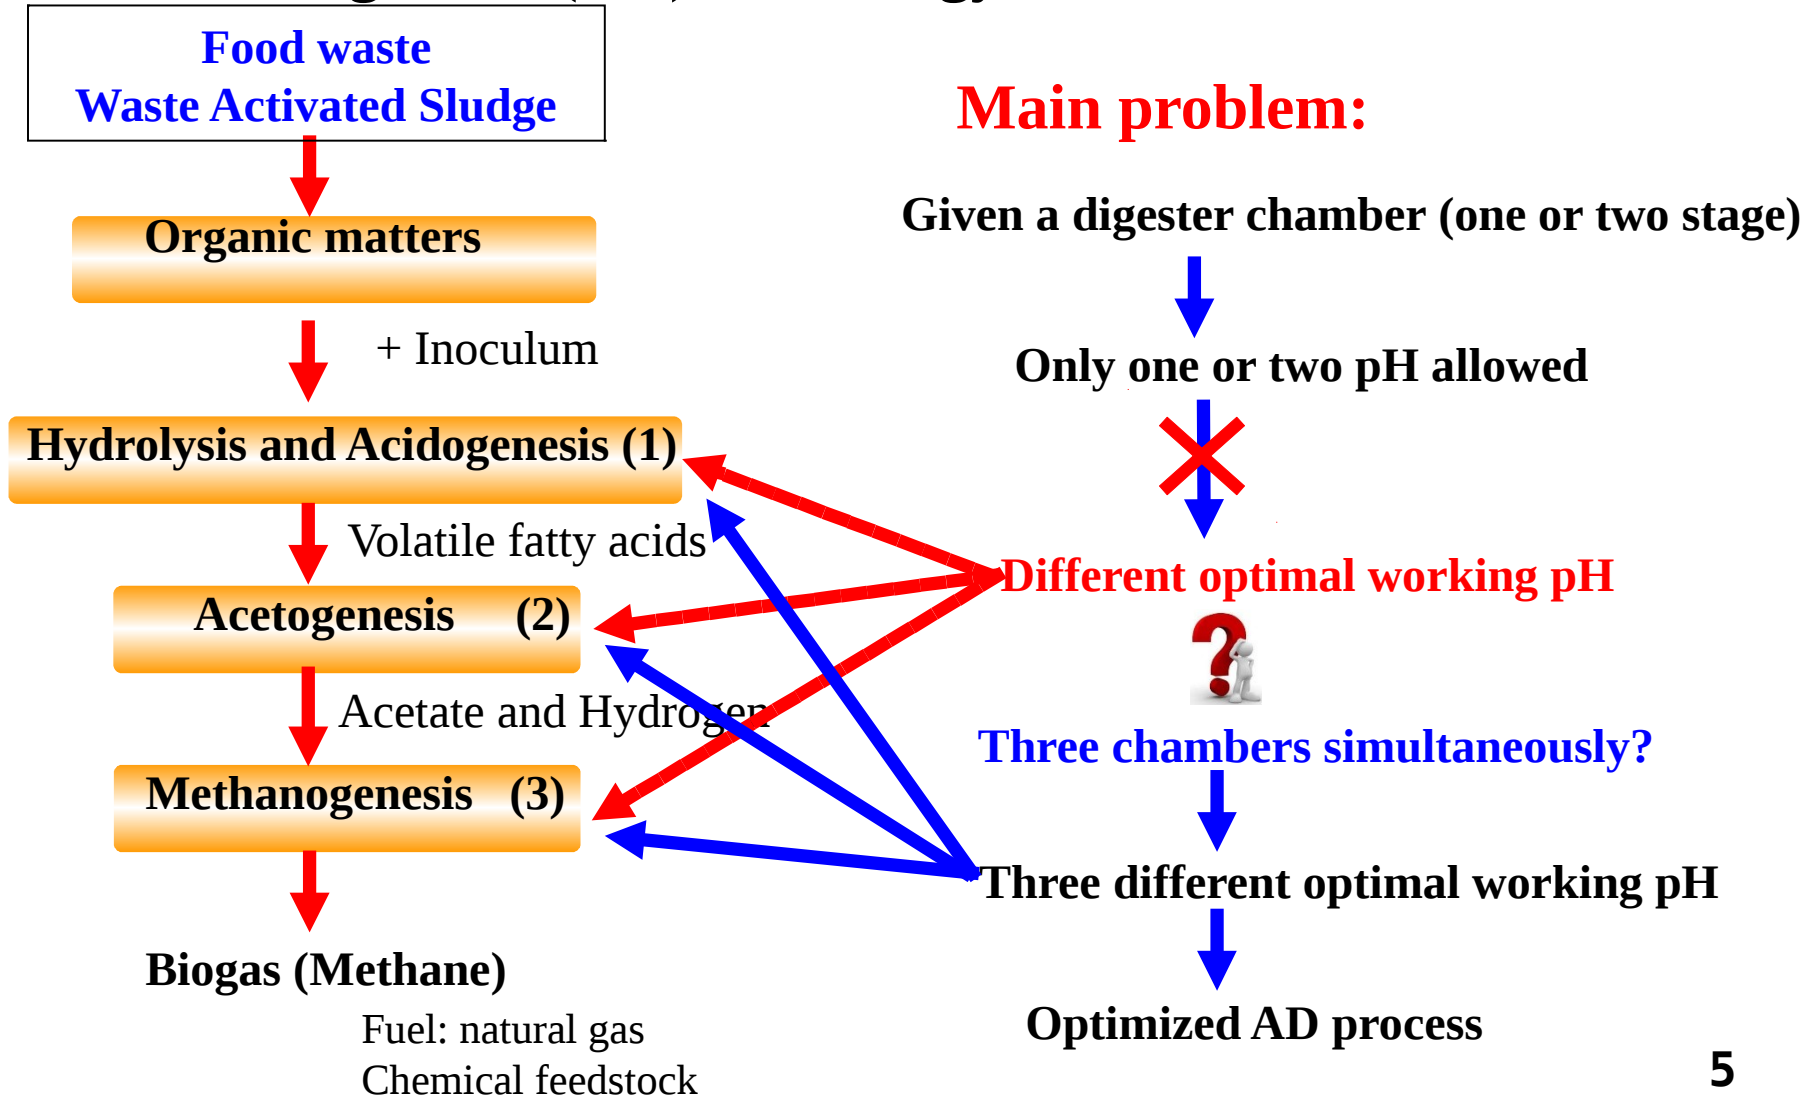 Food waste
Waste Activated Sludge
Organic matters
+ Inoculum
Hydrolysis and Acidogenesis (1)
Volatile fatty acids
Acetogenesis (2)
Acetate and Hydrogen
Methanogenesis (3)
Biogas (Methane)
Fuel: natural gas
Chemical feedstock
Main problem:
Given a digester chamber (one or two stage)
Only one or two pH allowed
Different optimal working pH
Three chambers simultaneously?
Three different optimal working pH
Optimized AD process
5